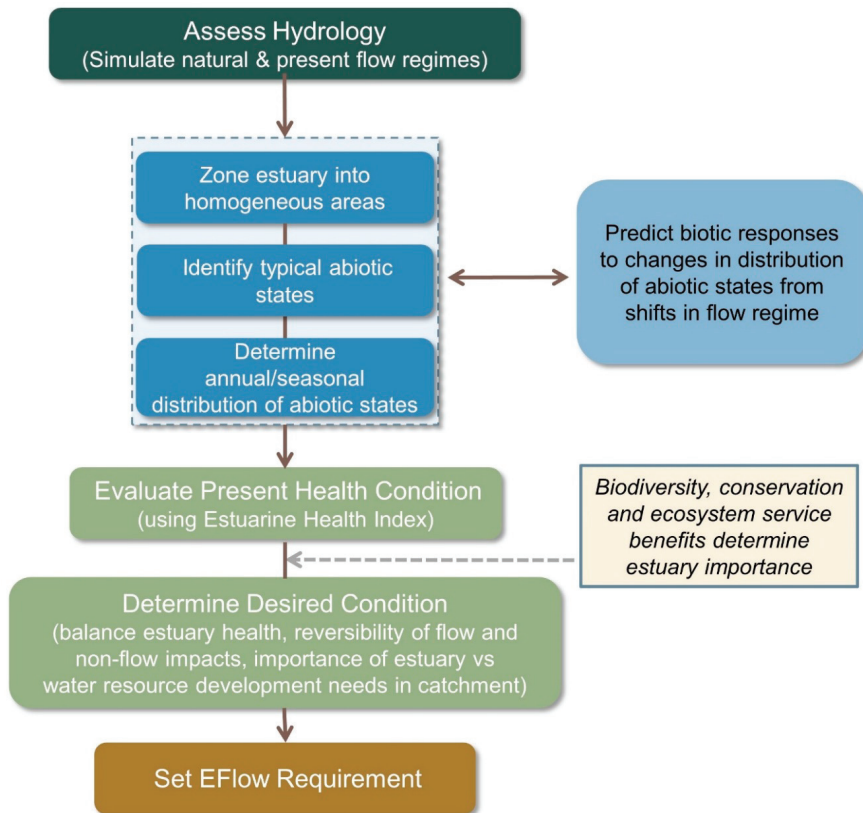 Assess Hydrology
(Simulate natural & present flow regimes)
Zone estuary into
homogeneous areas
Identify typical abiotic
states
Determine
annual/seasonal
distribution of abiotic states
Predict biotic responses
to changes in distribution
of abiotic states from
shifts in flow regime
Evaluate Present Health Condition
(using Estuarine Health Index)
Biodiversity, conservation
and ecosystem service
benefits determine
estuary importance
Determine Desired Condition
(balance estuary health, reversibility of flow and
non-flow impacts, importance of estuary vs
water resource development needs in catchment)
Set EFlow Requirement